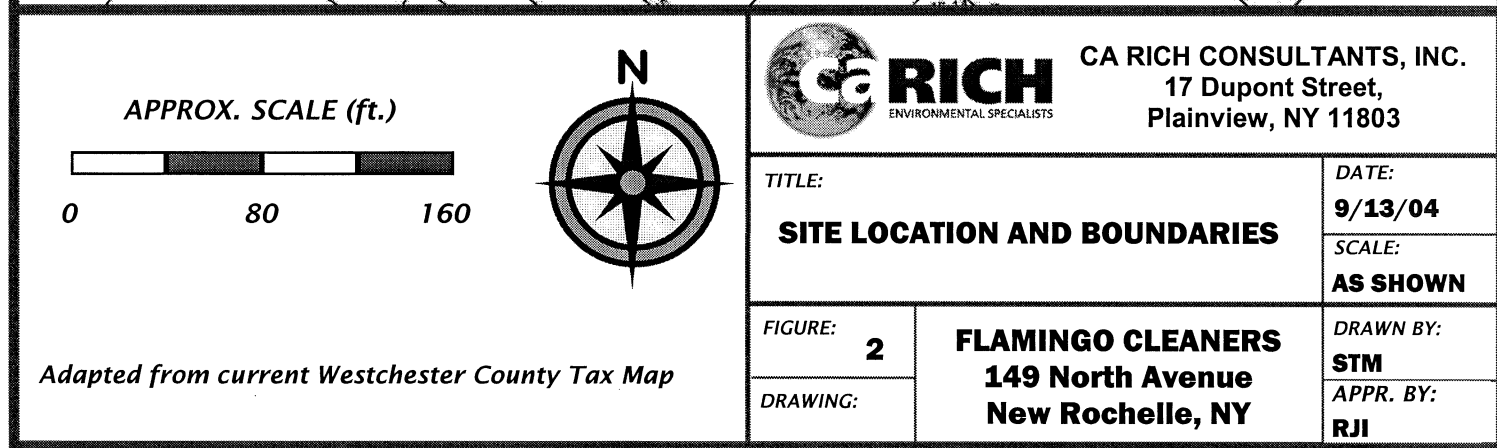 APPROX. SCALE (ft.)
0 80 160
N
Adapted from current Westchester County Tax Map
Ca RICH
ENVIRONMENTAL SPECIALISTS
CA RICH CONSULTANTS, INC.
17 Dupont Street,
Plainview, NY 11803
TITLE:
SITE LOCATION AND BOUNDARIES
DATE:
9/13/04
SCALE:
AS SHOWN
FIGURE:
2
DRAWING:
FLAMINGO CLEANERS
149 North Avenue
New Rochelle, NY
DRAWN BY:
STM
APPR. BY:
RJI